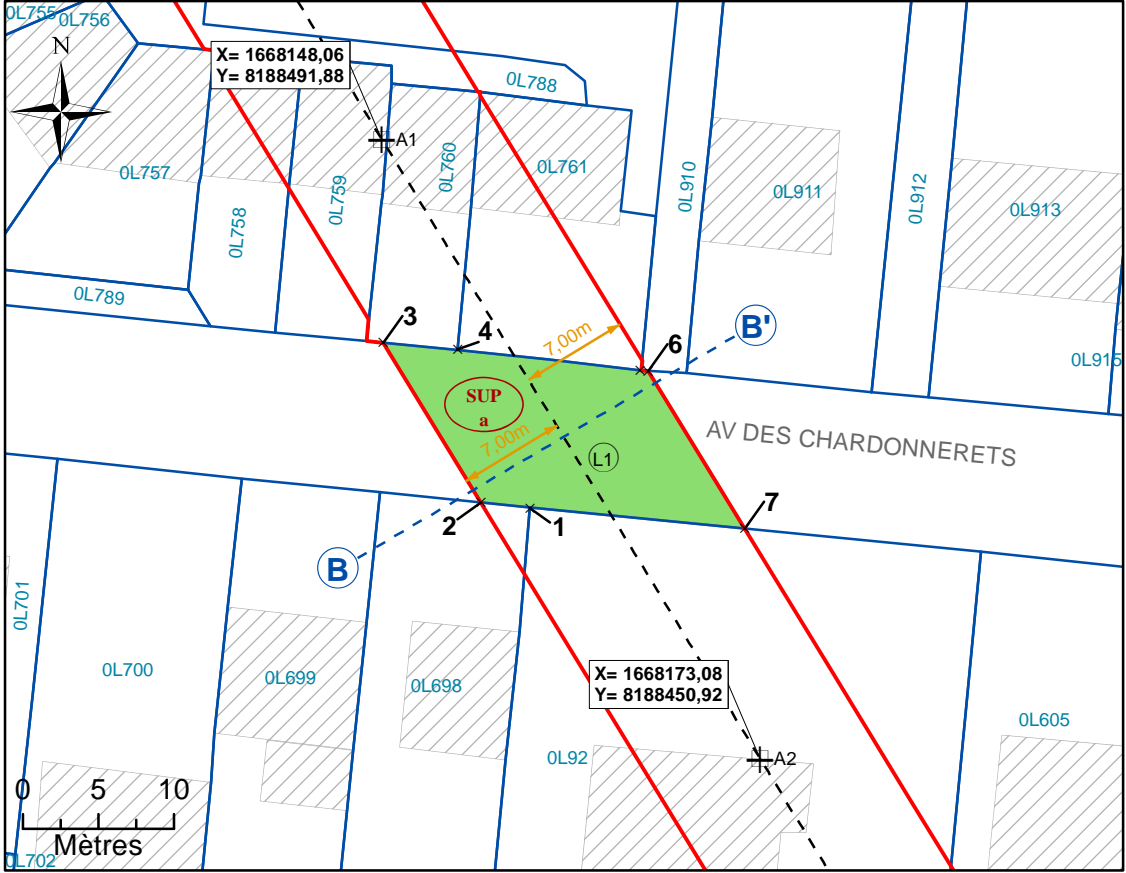 0L755
0L756
N
X= 1668148,06
Y= 8188491,88
0L788
A1
0L757
0L758
0L759
0L760
0L761
0L910
0L911
0L912
0L913
0L789
3
4
7,00m
B'
6
0L915
SUP
a
7,00m
L1
AV DES CHARDONNERETS
2
1
7
B
0L701
0L700
0L699
0L698
X= 1668173,08
Y= 8188450,92
0L605
0L92
A2
0 5 10
Mètres
0L702